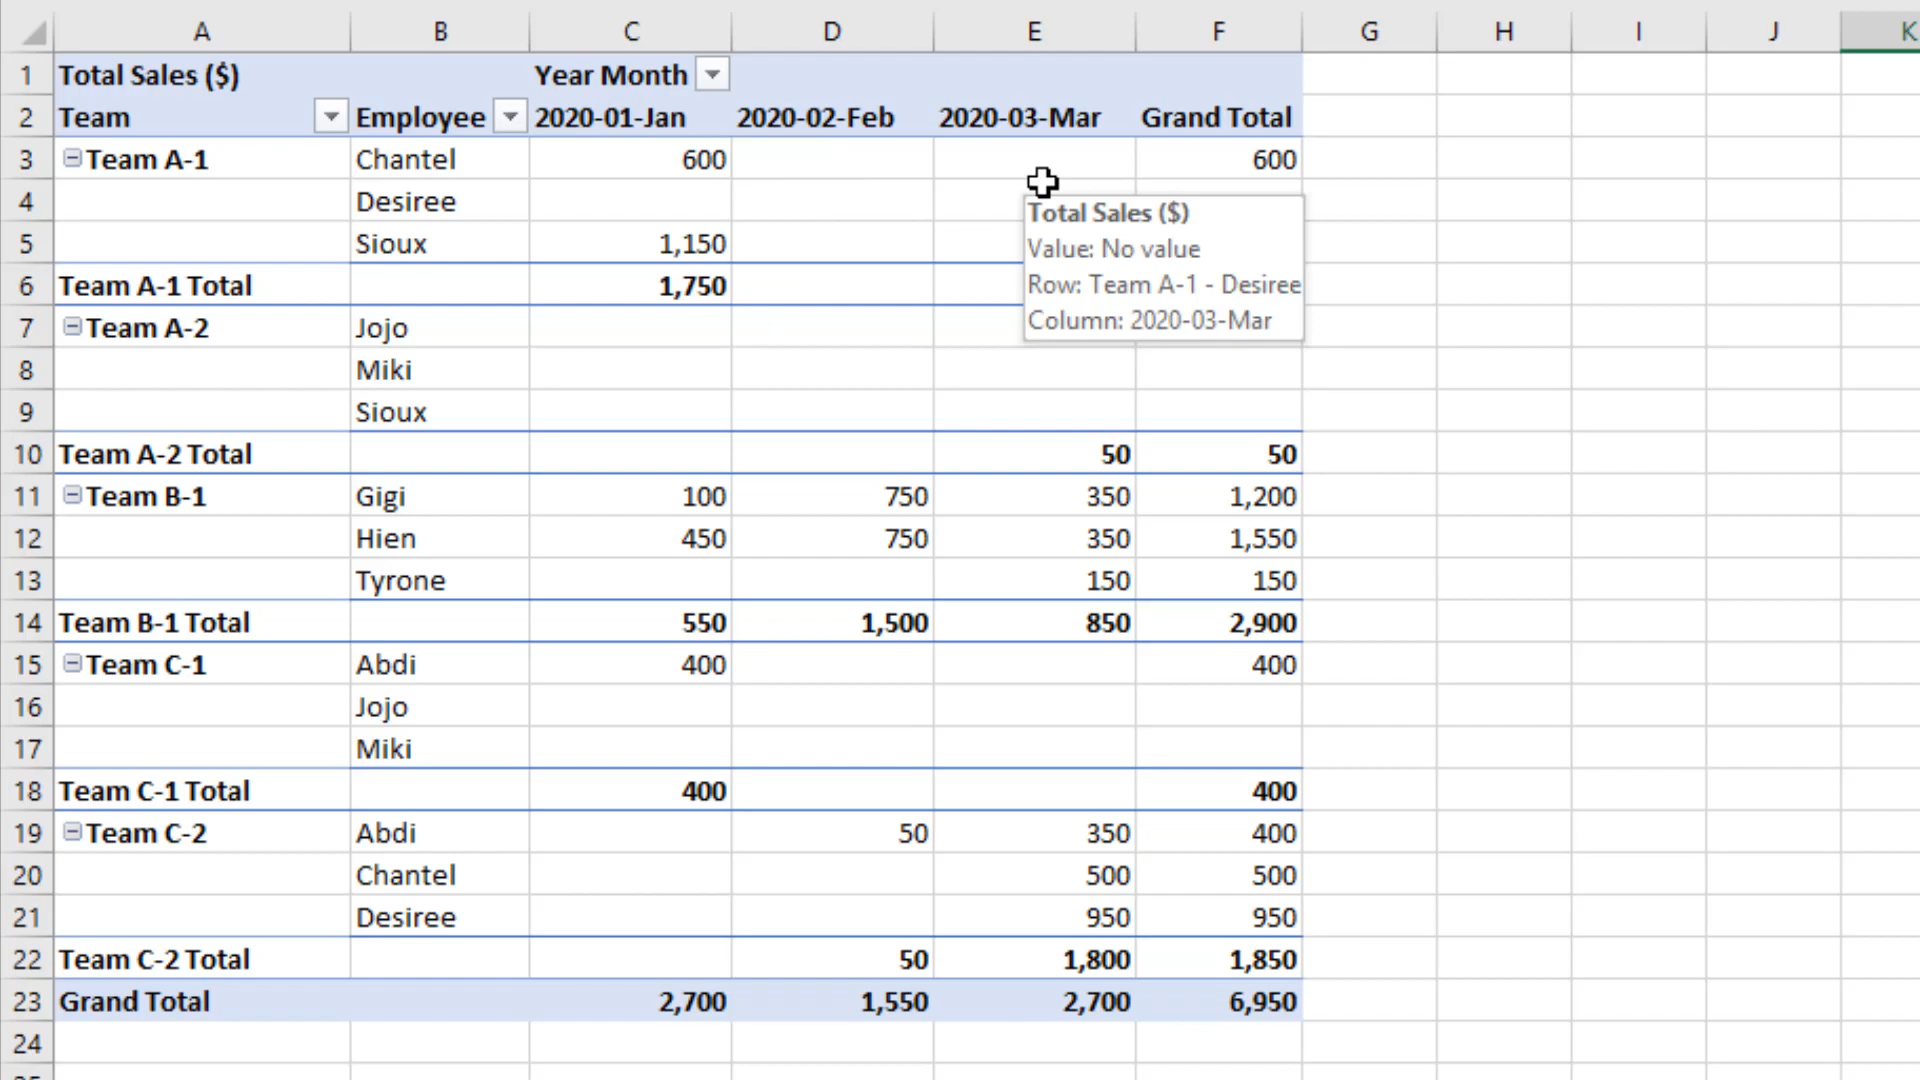 A B C D E F G H I J K
1 Total Sales ($) Year Month
2 Team Employee 2020-01-Jan 2020-02-Feb 2020-03-Mar Grand Total
3 Team A-1 Chantel 600 600
4 Desiree
Total Sales ($)
Value: No value
Row: Team A-1 - Desiree
Column: 2020-03-Mar
5 Sioux 1,150
6 Team A-1 Total 1,750
7 Team A-2 Jojo
8 Miki
9 Sioux
10 Team A-2 Total 50 50
11 Team B-1 Gigi 100 750 350 1,200
12 Hien 450 750 350 1,550
13 Tyrone 150 150
14 Team B-1 Total 550 1,500 850 2,900
15 Team C-1 Abdi 400 400
16 Jojo
17 Miki
18 Team C-1 Total 400 400
19 Team C-2 Abdi 50 350 400
20 Chantel 500 500
21 Desiree 950 950
22 Team C-2 Total 50 1,800 1,850
23 Grand Total 2,700 1,550 2,700 6,950
24